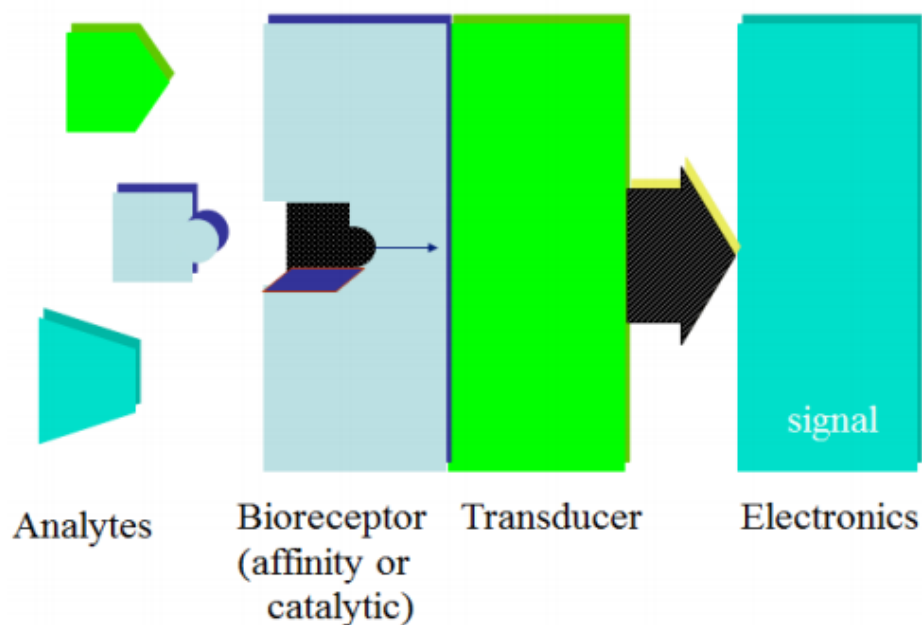 signal
Analytes
Bioreceptor
(affinity or
catalytic)
Transducer
Electronics